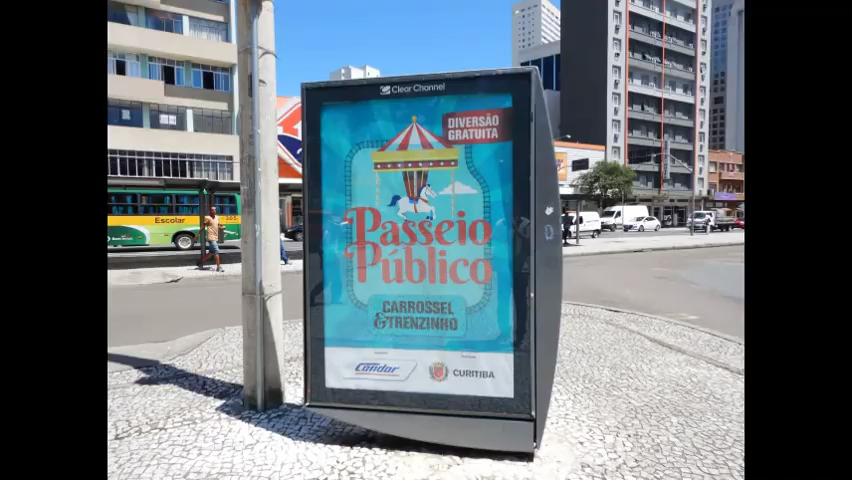 Clear Channel
DIVERSÃO
GRATUITA
Passeio
Público
CARROSSEL
&TRENZINHO
Condor
CURITIBA
Escolar